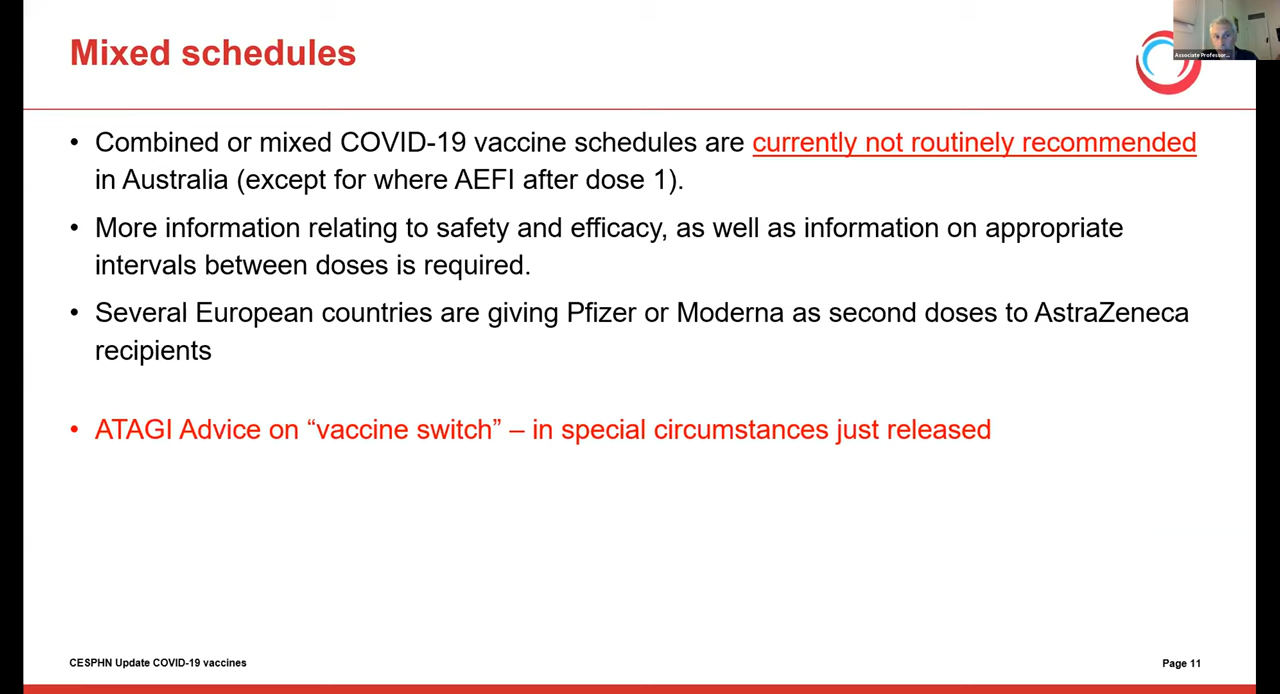 Mixed schedules
Associate Professor...
• Combined or mixed COVID-19 vaccine schedules are currently not routinely recommended
in Australia (except for where AEFI after dose 1).
• More information relating to safety and efficacy, as well as information on appropriate
intervals between doses is required.
• Several European countries are giving Pfizer or Moderna as second doses to AstraZeneca
recipients
• ATAGI Advice on “vaccine switch” – in special circumstances just released
CESPHN Update COVID-19 vaccines
Page 11